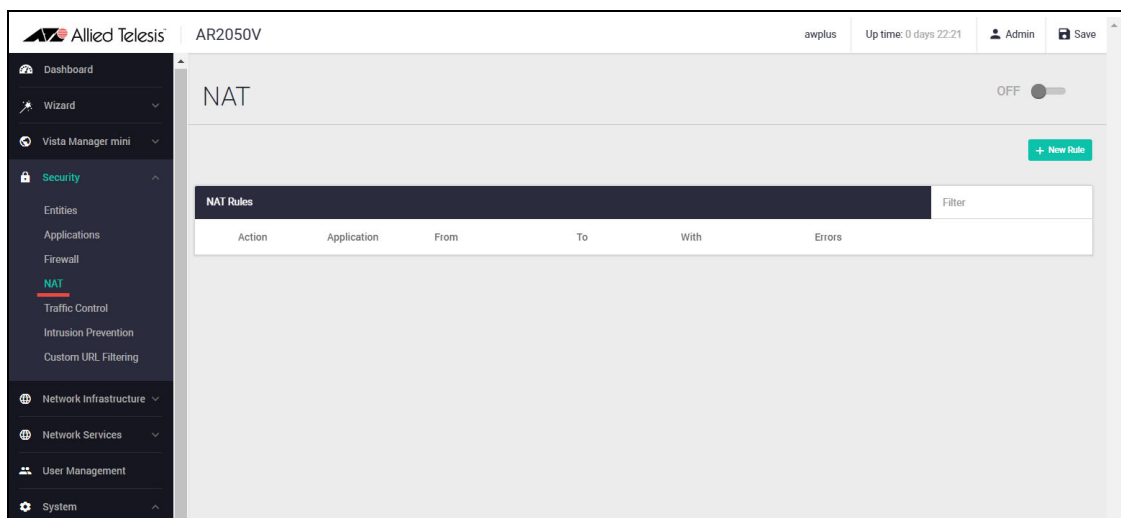 Allied Telesis
AR2050V
awplus
Up time: 0 days 22:21
Admin
Save
Dashboard
Wizard
Vista Manager mini
Security
Entities
Applications
Firewall
NAT
Traffic Control
Intrusion Prevention
Custom URL Filtering
Network Infrastructure
Network Services
User Management
System
NAT
OFF
+ New Rule
NAT Rules
Filter
Action Application From To With Errors